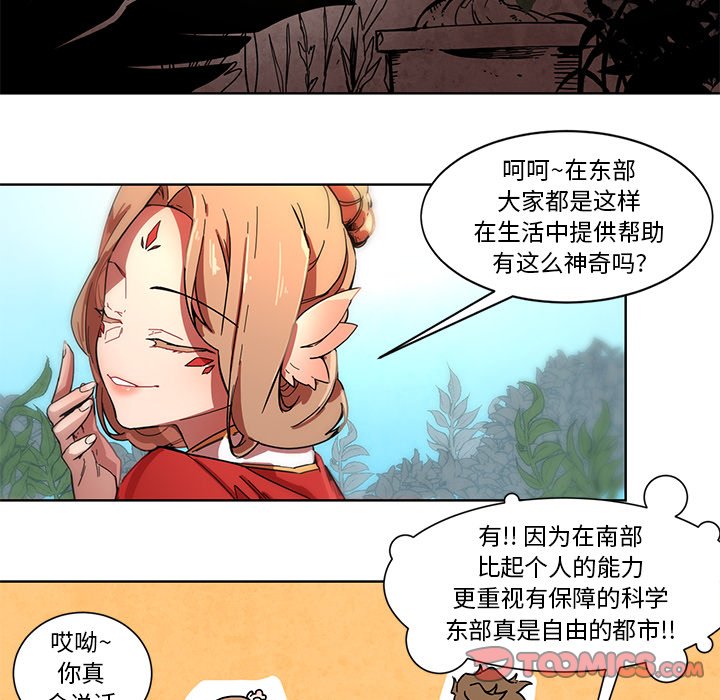 呵呵~在东部
大家都是这样
在生活中提供帮助
有这么神奇吗?
有!! 因为在南部
比起个人的能力
更重视有保障的科学
东部真是自由的都市!!
哎呦~
你真
会说话
TOOMICS.COM